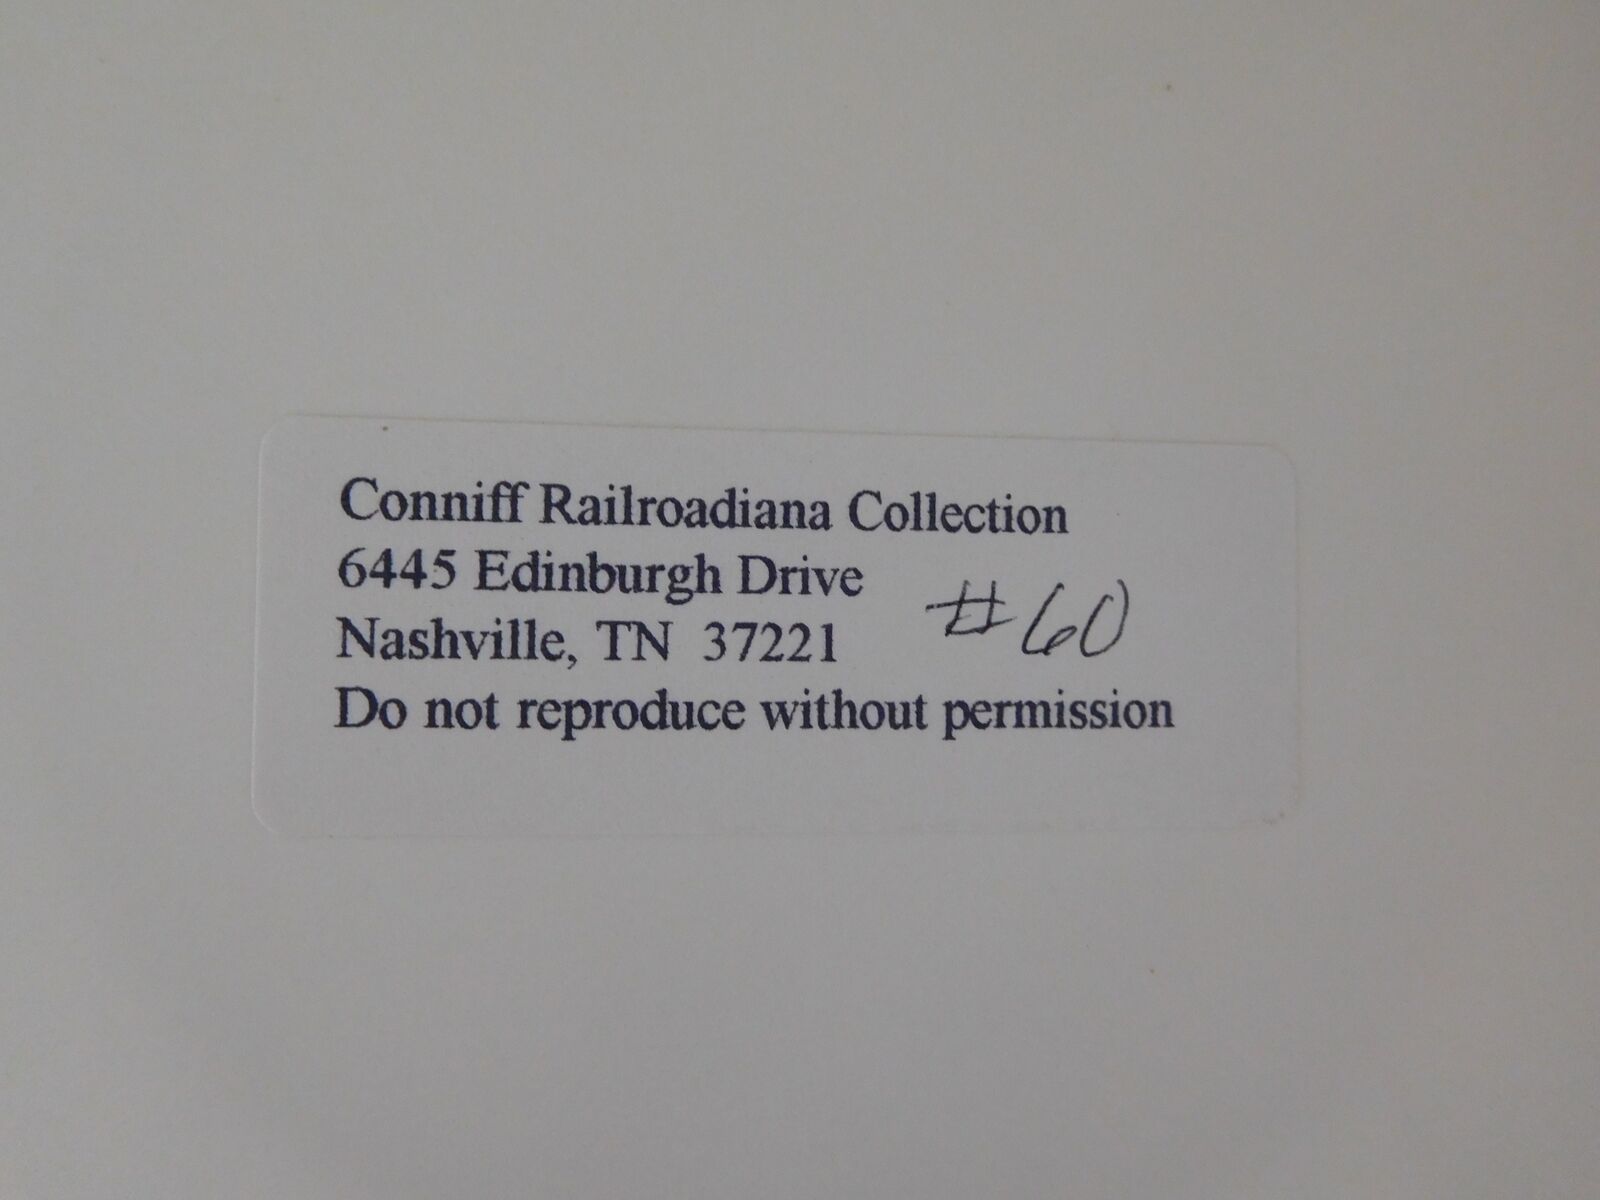 Conniff Railroadiana Collection
6445 Edinburgh Drive
Nashville, TN 37221 #60
Do not reproduce without permission